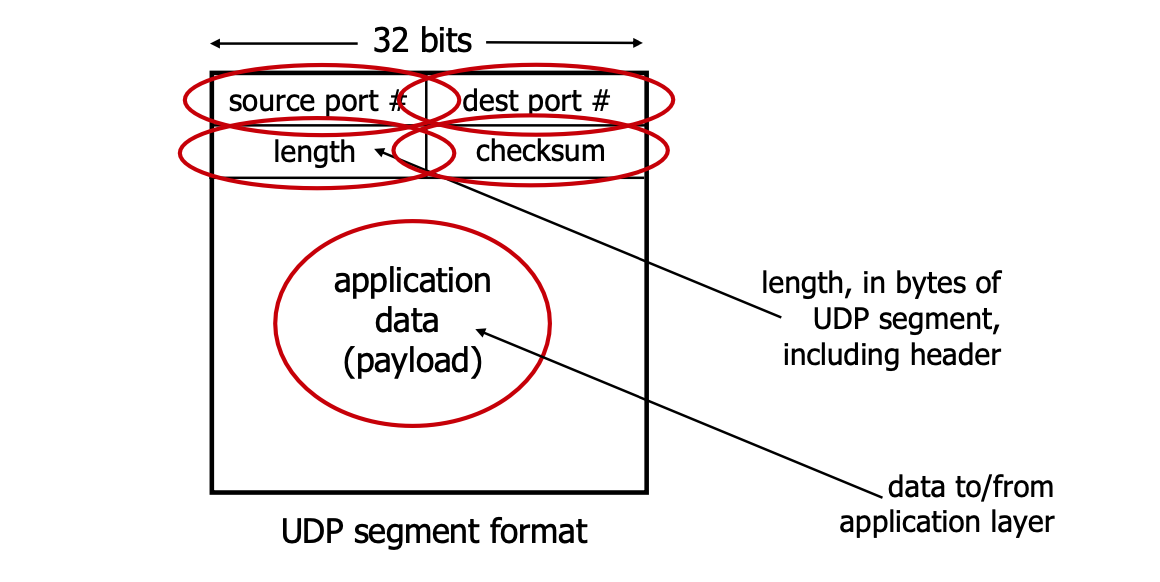 32 bits
source port #
dest port #
length
checksum
application
data
(payload)
length, in bytes of
UDP segment,
including header
data to/from
application layer
UDP segment format